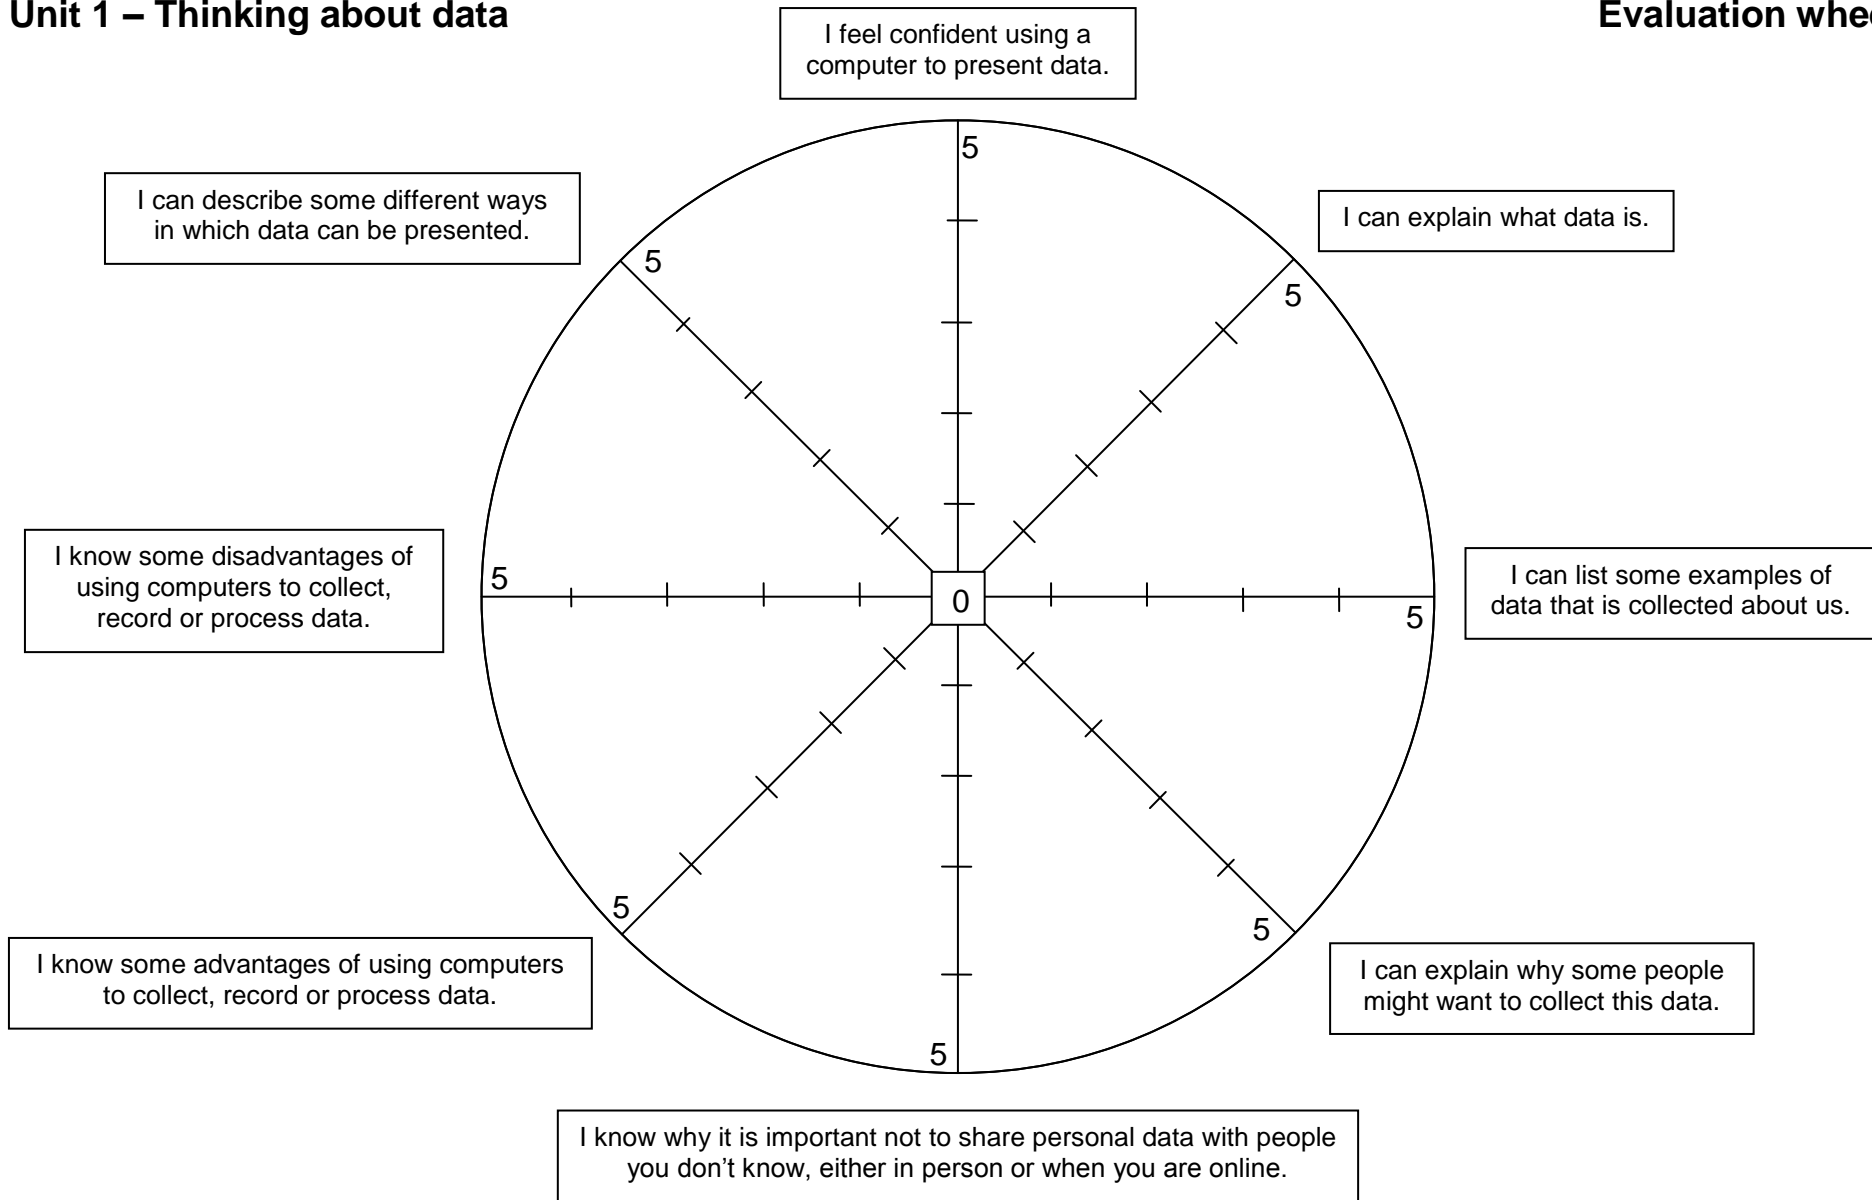 Unit 1 – Thinking about data
Evaluation whee
I feel confident using a
computer to present data.
5
I can describe some different ways
in which data can be presented.
5
I can explain what data is.
5
I know some disadvantages of
using computers to collect,
record or process data.
5
0
I can list some examples of
data that is collected about us.
5
I know some advantages of using computers
to collect, record or process data.
5
I can explain why some people
might want to collect this data.
5
5
I know why it is important not to share personal data with people
you don't know, either in person or when you are online.